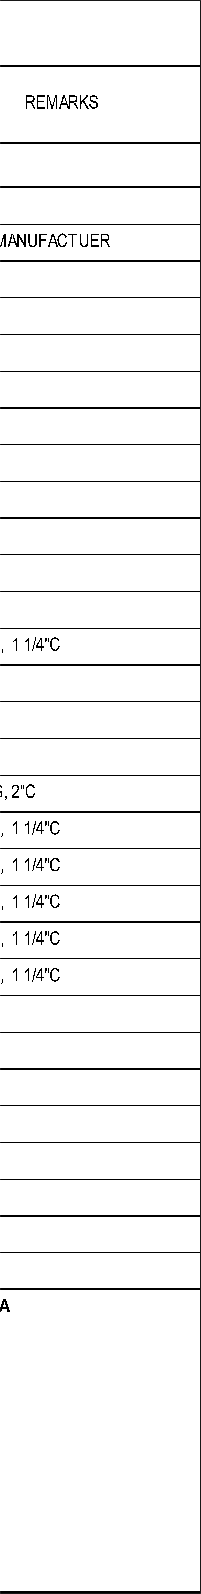 REMARKS
MANUFACTUER
, 1 1/4"C
, 2"C
, 1 1/4"C
, 1 1/4"C
, 1 1/4"C
, 1 1/4"C
, 1 1/4"C
A